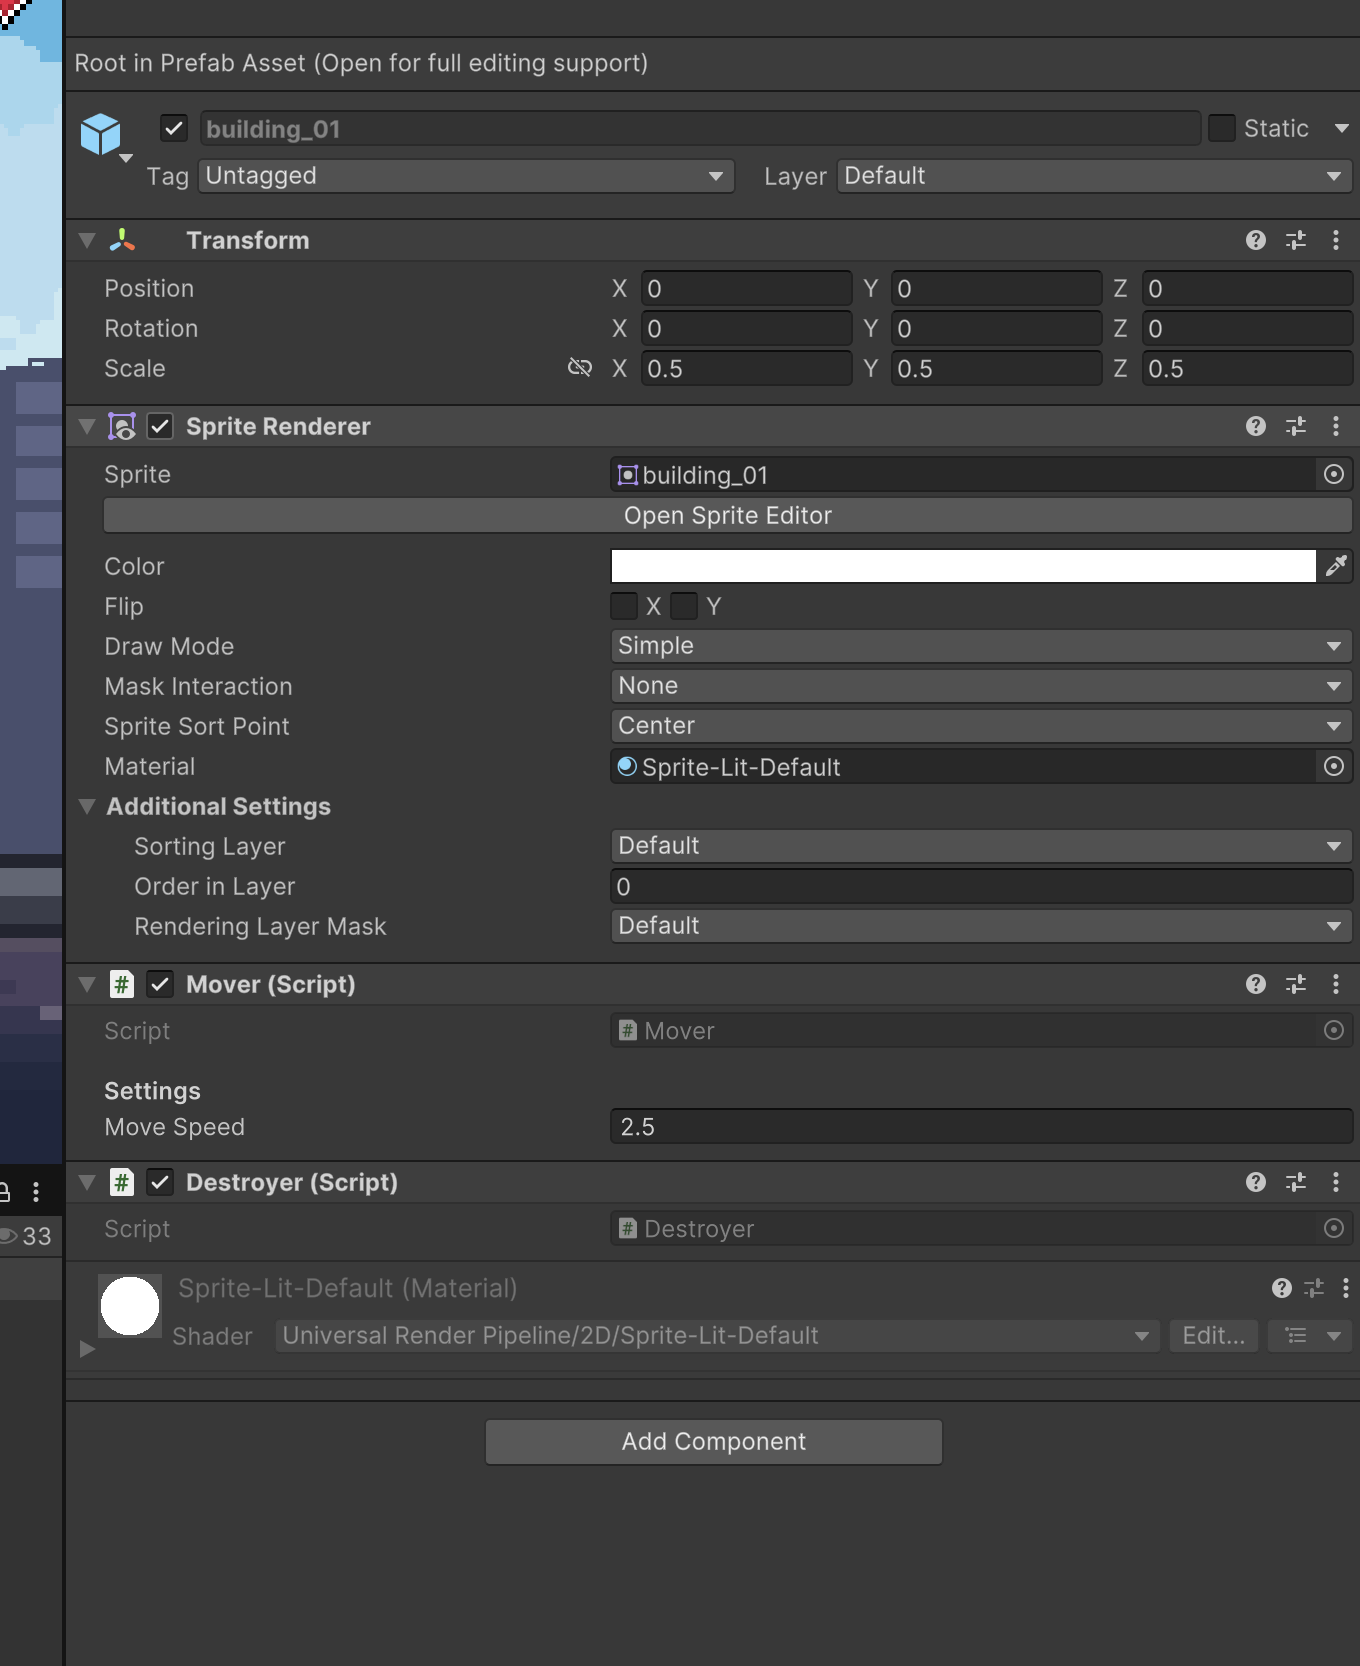 Root in Prefab Asset (Open for full editing support)
building_01 Static
Tag Untagged Layer Default
Transform
Position X 0 Y 0 Z 0
Rotation X 0 Y 0 Z 0
Scale X 0.5 Y 0.5 Z 0.5
Sprite Renderer
Sprite building_01
Open Sprite Editor
Color
Flip X Y
Draw Mode Simple
Mask Interaction None
Sprite Sort Point Center
Material Sprite-Lit-Default
Additional Settings
Sorting Layer Default
Order in Layer 0
Rendering Layer Mask Default
# Mover (Script)
Script # Mover
Settings
Move Speed 2.5
# Destroyer (Script)
Script # Destroyer
33
Sprite-Lit-Default (Material)
Shader Universal Render Pipeline/2D/Sprite-Lit-Default Edit...
Add Component